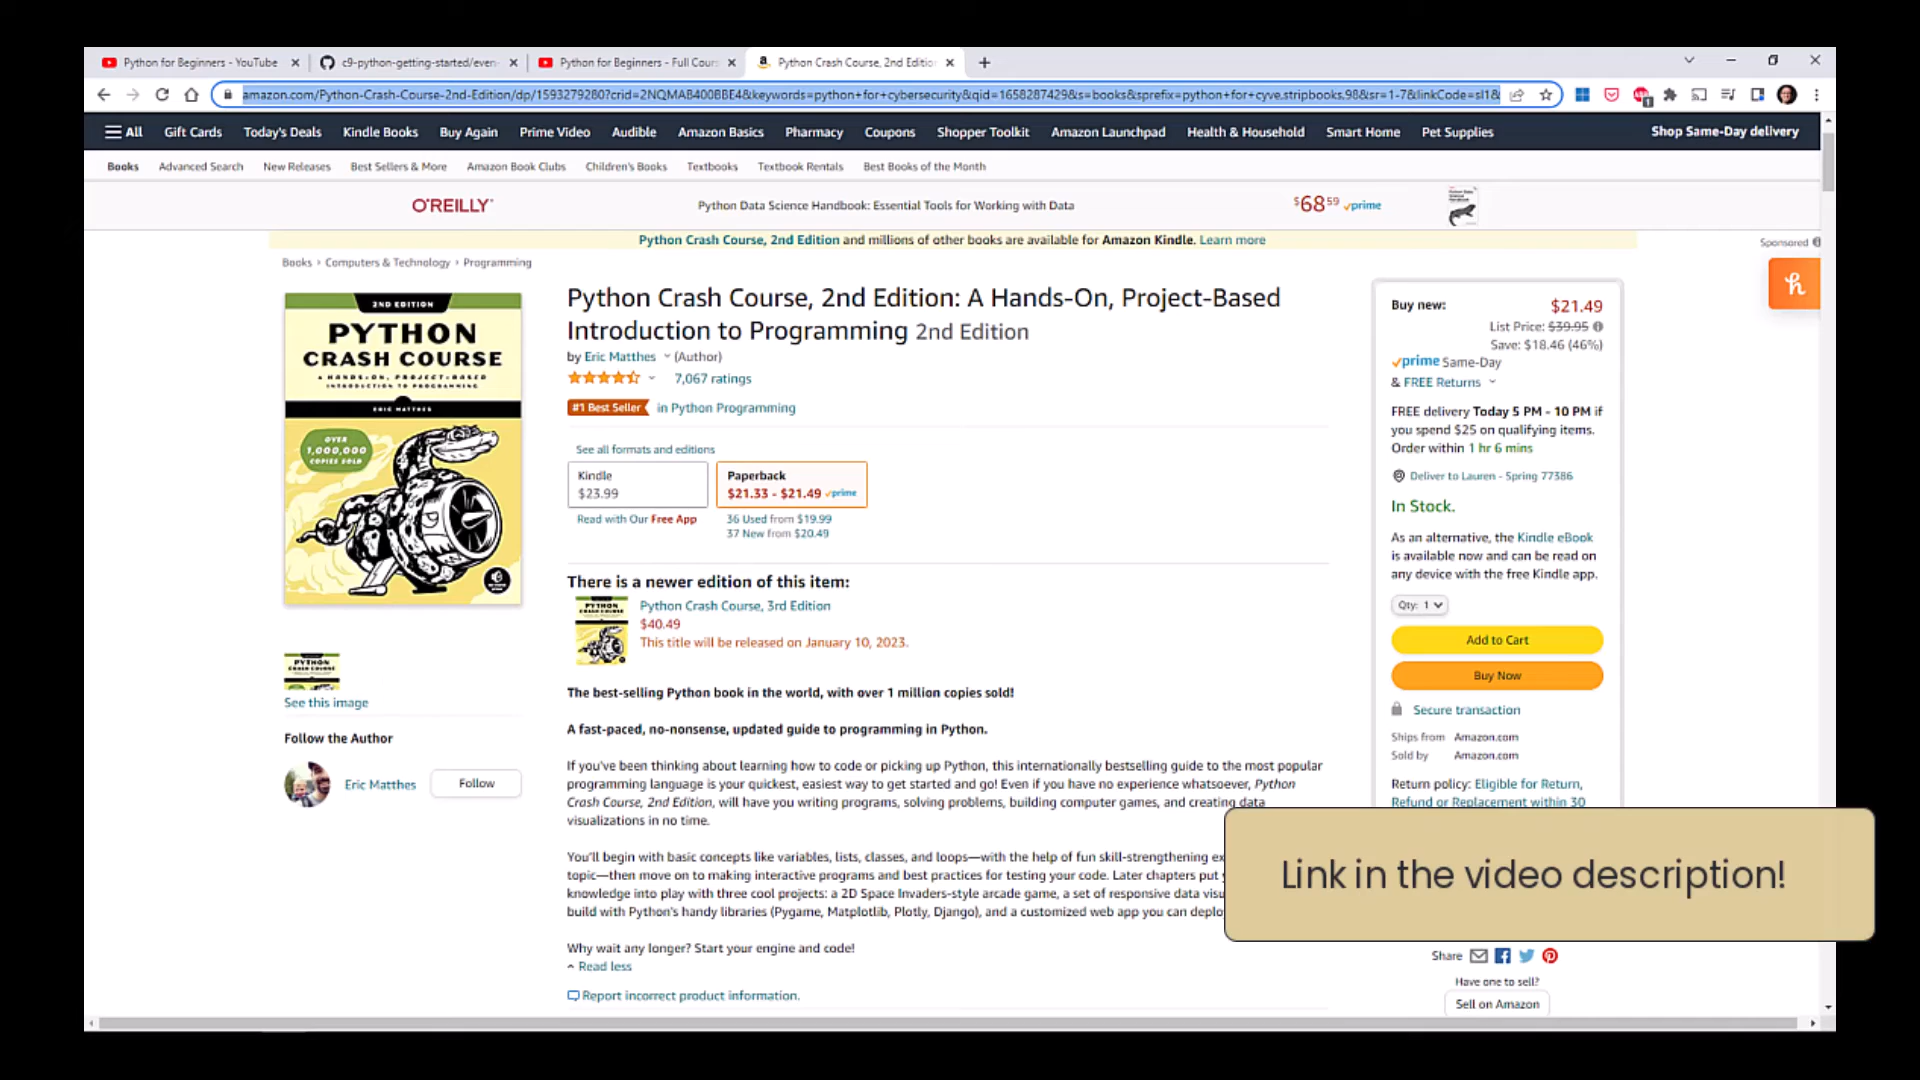 Python for Beginners - YouTube
c9-python-getting-started/even
Python for Beginners - Full Cours
Python Crash Course, 2nd Editio
amazon.com/Python-Crash-Course-2nd-Edition/dp/1593279280?crid=2NQMAB400BBE4&keywords=python+for+cybersecurity&qid=1658287429&s=books&sprefix=python+for+cyve,stripbooks,98&sr=1-7&linkCode=sl1&
All Gift Cards Today's Deals Kindle Books Buy Again Prime Video Audible Amazon Basics Pharmacy Coupons Shopper Toolkit Amazon Launchpad Health & Household Smart Home Pet Supplies Shop Same-Day delivery
Books Advanced Search New Releases Best Sellers & More Amazon Book Clubs Children's Books Textbooks Textbook Rentals Best Books of the Month
O'REILLY Python Data Science Handbook: Essential Tools for Working with Data $68 59 prime
Python Crash Course, 2nd Edition and millions of other books are available for Amazon Kindle. Learn more
Sponsored
Books › Computers & Technology › Programming
2ND EDITION
PYTHON
CRASH COURSE
A HANDS-ON, PROJECT-BASED
INTRODUCTION TO PROGRAMMING
ERIC MATTHES
OVER
1,000,000
COPIES SOLD
PYTHON
CRASH COURSE
See this image
Follow the Author
Eric Matthes Follow
Python Crash Course, 2nd Edition: A Hands-On, Project-Based
Introduction to Programming 2nd Edition
by Eric Matthes (Author)
7,067 ratings
#1 Best Seller in Python Programming
See all formats and editions
Kindle
$23.99
Read with Our Free App
Paperback
$21.33 - $21.49 prime
36 Used from $19.99
37 New from $20.49
There is a newer edition of this item:
PYTHON
CRASH COURSE
Python Crash Course, 3rd Edition
$40.49
This title will be released on January 10, 2023.
The best-selling Python book in the world, with over 1 million copies sold!
A fast-paced, no-nonsense, updated guide to programming in Python.
If you've been thinking about learning how to code or picking up Python, this internationally bestselling guide to the most popular
programming language is your quickest, easiest way to get started and go! Even if you have no experience whatsoever, Python
Crash Course, 2nd Edition, will have you writing programs, solving problems, building computer games, and creating data
visualizations in no time.
You'll begin with basic concepts like variables, lists, classes, and loops—with the help of fun skill-strengthening ex
topic—then move on to making interactive programs and best practices for testing your code. Later chapters put y
knowledge into play with three cool projects: a 2D Space Invaders-style arcade game, a set of responsive data visu
build with Python's handy libraries (Pygame, Matplotlib, Plotly, Django), and a customized web app you can deplo
Why wait any longer? Start your engine and code!
Read less
Report incorrect product information.
Buy new: $21.49
List Price: $39.95
Save: $18.46 (46%)
prime Same-Day
& FREE Returns
FREE delivery Today 5 PM - 10 PM if
you spend $25 on qualifying items.
Order within 1 hr 6 mins
Deliver to Lauren - Spring 77386
In Stock.
As an alternative, the Kindle eBook
is available now and can be read on
any device with the free Kindle app.
Qty: 1
Add to Cart
Buy Now
Secure transaction
Ships from Amazon.com
Sold by Amazon.com
Return policy: Eligible for Return,
Refund or Replacement within 30
Link in the video description!
Share
Have one to sell?
Sell on Amazon